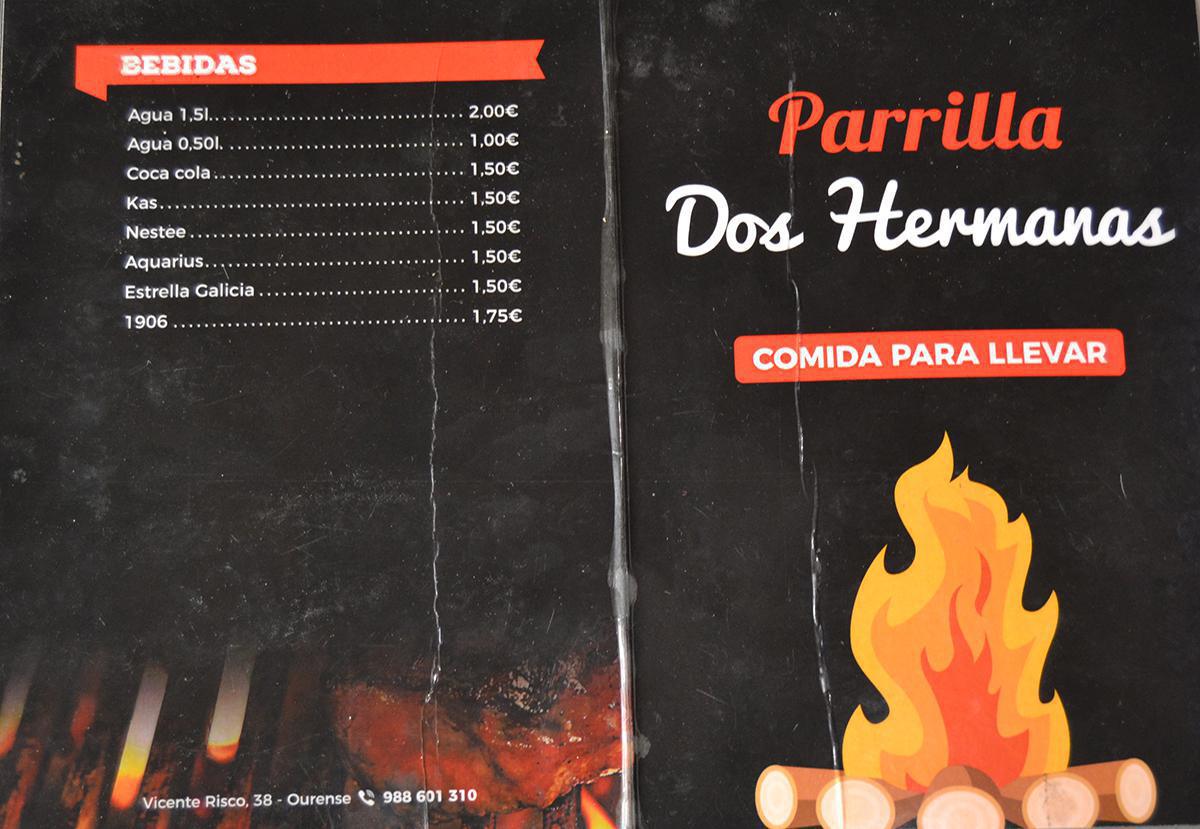 BEBIDAS
Agua 1,5l........................................ 2,00€
Agua 0,50l. ..................................... 1,00€
Coca cola....................................... 1,50€
Kas................................................ 1,50€
Nestee........................................... 1,50€
Aquarius........................................ 1,50€
Estrella Galicia ................................ 1,50€
1906 .............................................. 1,75€
Vicente Risco, 38 - Ourense 988 601 310
Parrilla
Dos Hermanas
COMIDA PARA LLEVAR